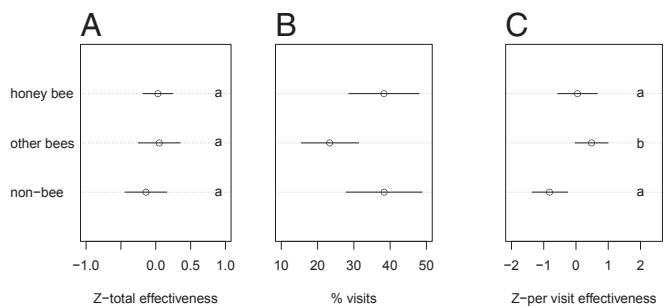 A B C
honey bee a a
other bees a b
non−bee a a
−1.0 0.0 0.5 1.0 10 20 30 40 50 −2 −1 0 1 2
Z−total effectiveness % visits Z−per visit effectiveness